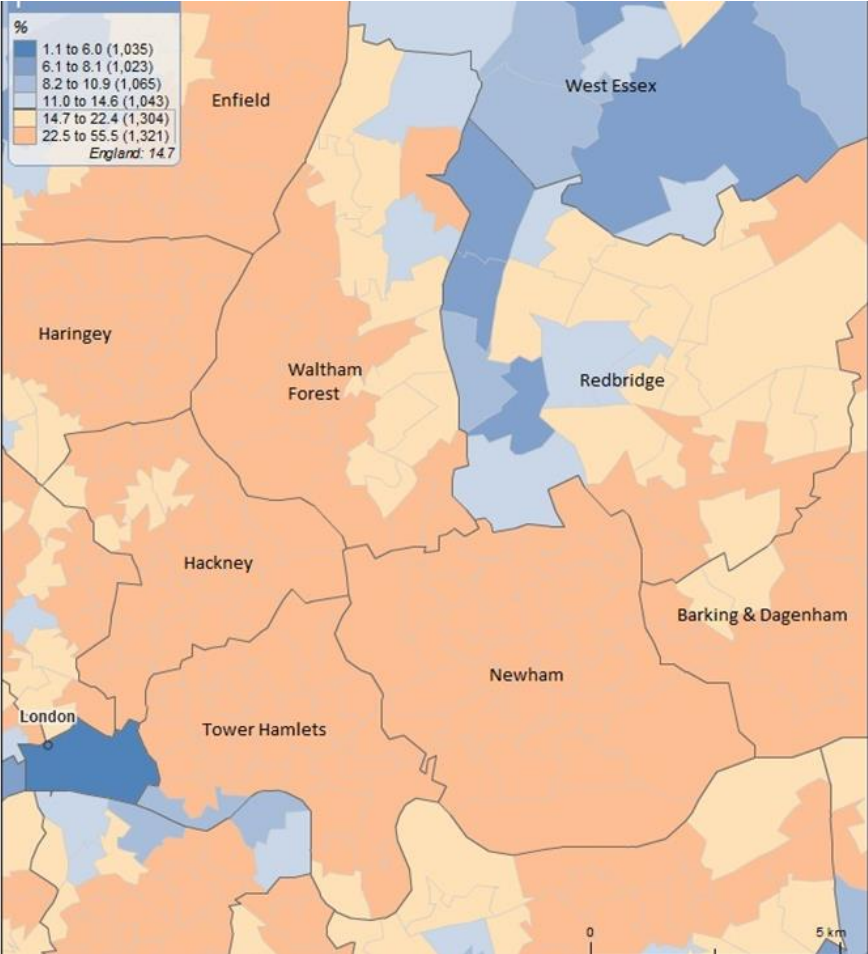 %
1.1 to 6.0 (1,035)
6.1 to 8.1 (1,023)
8.2 to 10.9 (1,065)
11.0 to 14.6 (1,043)
14.7 to 22.4 (1,304)
22.5 to 55.5 (1,321)
England: 14.7
West Essex
Enfield
Haringey
Waltham
Forest
Redbridge
Hackney
Barking & Dagenham
Newham
London
Tower Hamlets
0
5 km